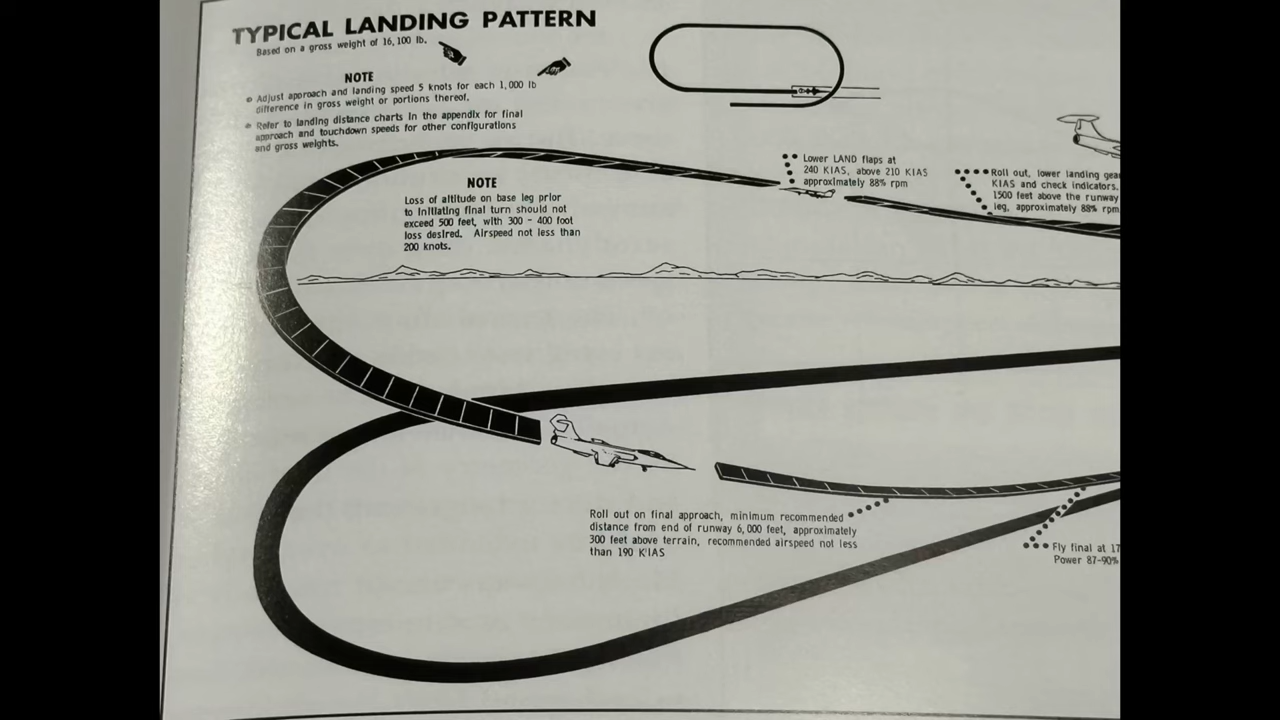 TYPICAL LANDING PATTERN
Based on a gross weight of 16,100 lb.
NOTE
Adjust approach and landing speed 5 knots for each 1,000 lb
difference in gross weight or portions thereof.
Refer to landing distance charts in the appendix for final
approach and touchdown speeds for other configurations
and gross weights.
Lower LAND flaps at
240 KIAS, above 210 KIAS
approximately 88% rpm
Roll out, lower landing gear
KIAS and check indicators.
1500 feet above the runway
leg, approximately 88% rpm
NOTE
Loss of altitude on base leg prior
to initiating final turn should not
exceed 500 feet, with 300 - 400 foot
loss desired. Airspeed not less than
200 knots.
Roll out on final approach, minimum recommended
distance from end of runway 6,000 feet, approximately
300 feet above terrain, recommended airspeed not less
than 190 KIAS
Fly final at 17
Power 87-90%